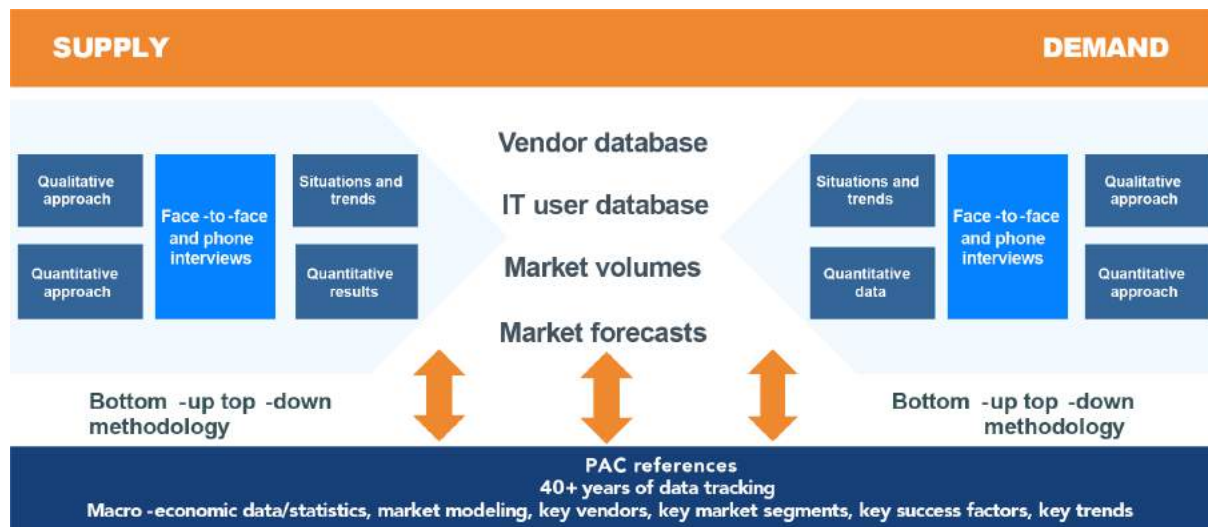 SUPPLY
DEMAND
Qualitative
approach
Quantitative
approach
Face -to -face
and phone
interviews
Situations and
trends
Quantitative
results
Vendor database
IT user database
Market volumes
Market forecasts
Situations and
trends
Quantitative
data
Face -to -face
and phone
interviews
Qualitative
approach
Quantitative
approach
Bottom -up top -down
methodology
Bottom -up top -down
methodology
PAC references
40+ years of data tracking
Macro -economic data/statistics, market modeling, key vendors, key market segments, key success factors, key trends